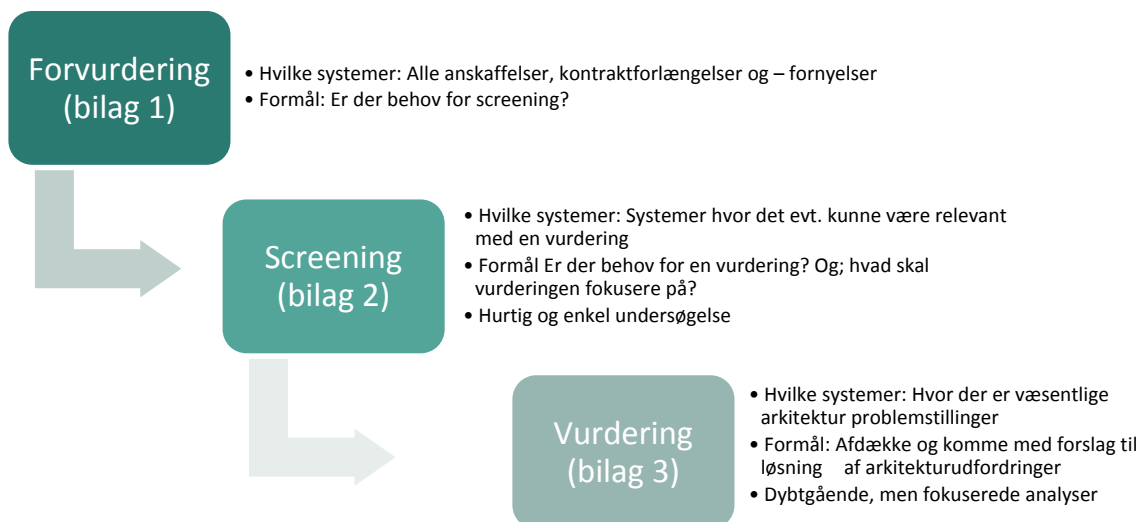 Forvurdering
(bilag 1)
• Hvilke systemer: Alle anskaffelser, kontraktforlængelser og – fornyelser
• Formål: Er der behov for screening?
Screening
(bilag 2)
• Hvilke systemer: Systemer hvor det evt. kunne være relevant
med en vurdering
• Formål Er der behov for en vurdering? Og; hvad skal
vurderingen fokusere på?
• Hurtig og enkel undersøgelse
Vurdering
(bilag 3)
• Hvilke systemer: Hvor der er væsentlige
arkitektur problemstillinger
• Formål: Afdække og komme med forslag til
løsning af arkitekturudfordringer
• Dybtgående, men fokuserede analyser